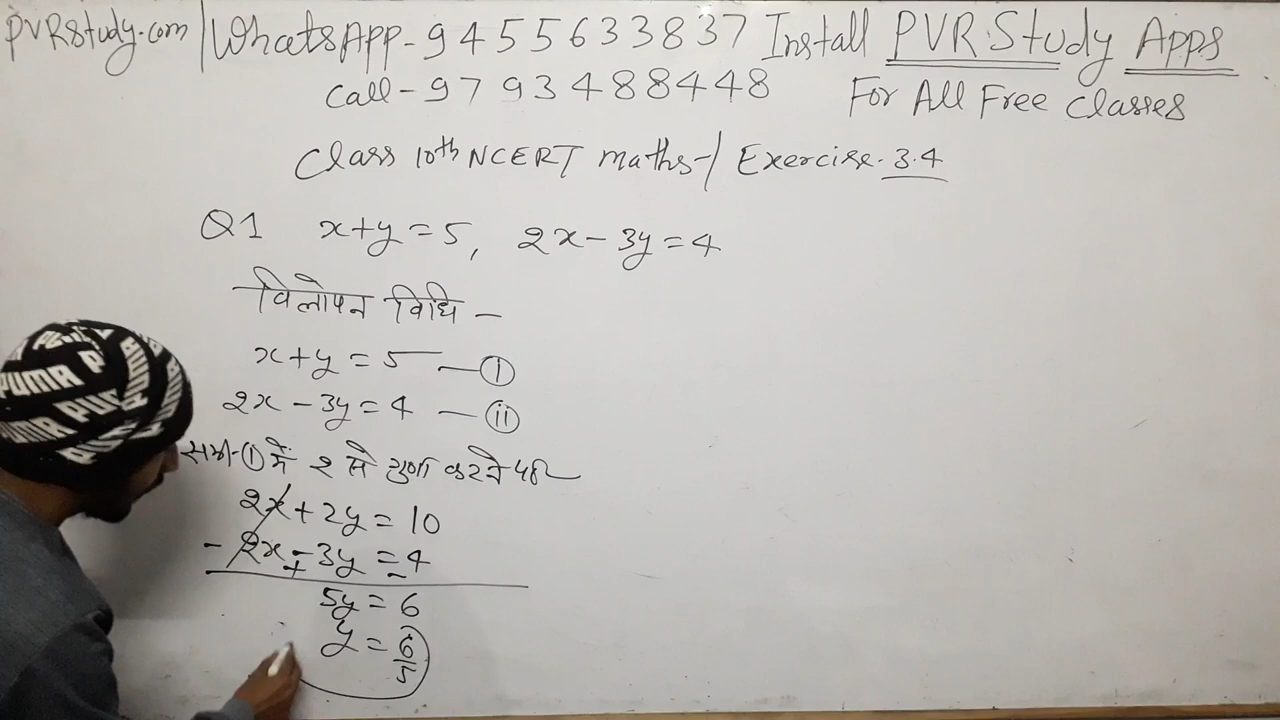 PVRStudy.com | WhatsApp - 9455633837 Install PVR Study Apps
Call - 9793488448 For All Free Classes
Class 10th NCERT maths -/ Exercise. 3.4
Q1 x+y=5, 2x-3y=4
विलोपन विधि -
x+y=5 — (i)
2x-3y=4 — (ii)
समी-(i) में 2 से गुणा करने पर
2x+2y=10
- 2x-3y=4
+ -
5y=6
y=6/5
PUMA